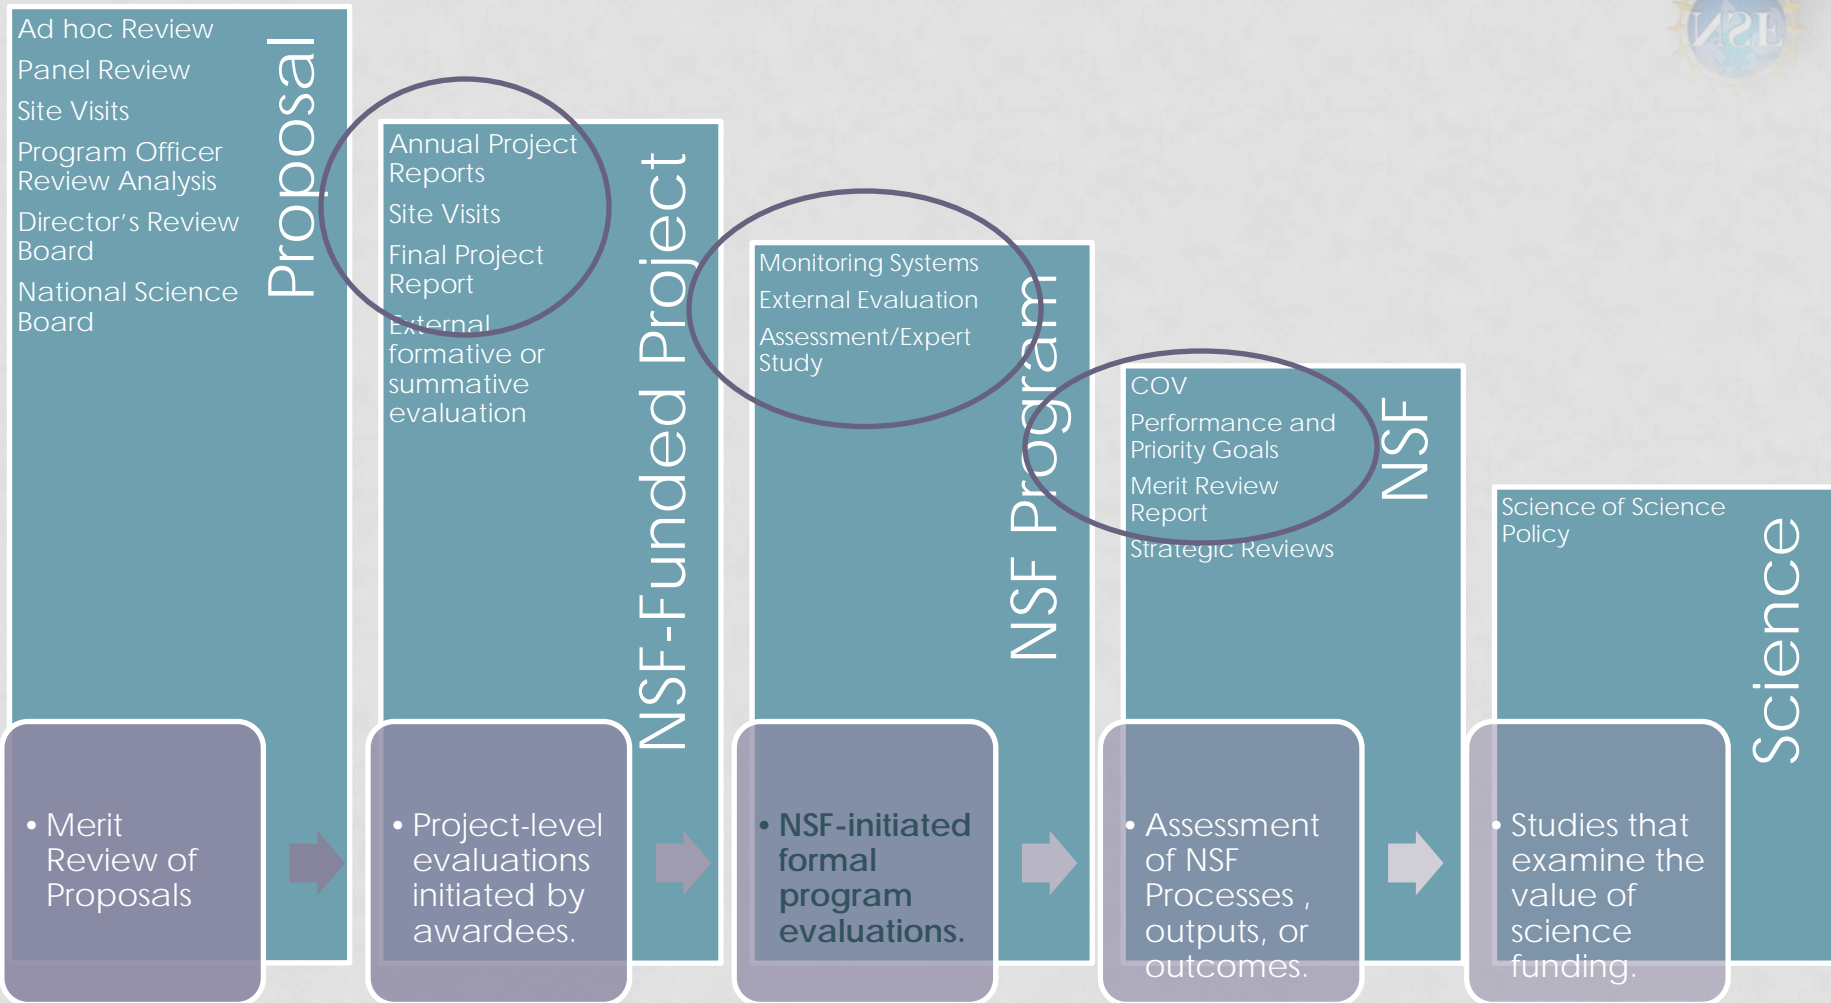 Ad hoc Review
Panel Review
Site Visits
Program Officer
Review Analysis
Director's Review
Board
National Science
Board
Proposal
• Merit
Review of
Proposals
Annual Project
Reports
Site Visits
Final Project
Report
External
formative or
summative
evaluation
NSF-Funded Project
• Project-level
evaluations
initiated by
awardees.
Monitoring Systems
External Evaluation
Assessment/Expert
Study
NSF Program
• NSF-initiated
formal
program
evaluations.
COV
Performance and
Priority Goals
Merit Review
Report
Strategic Reviews
NSF
• Assessment
of NSF
Processes ,
outputs, or
outcomes.
Science of Science
Policy
Science
• Studies that
examine the
value of
science
funding.
NSF